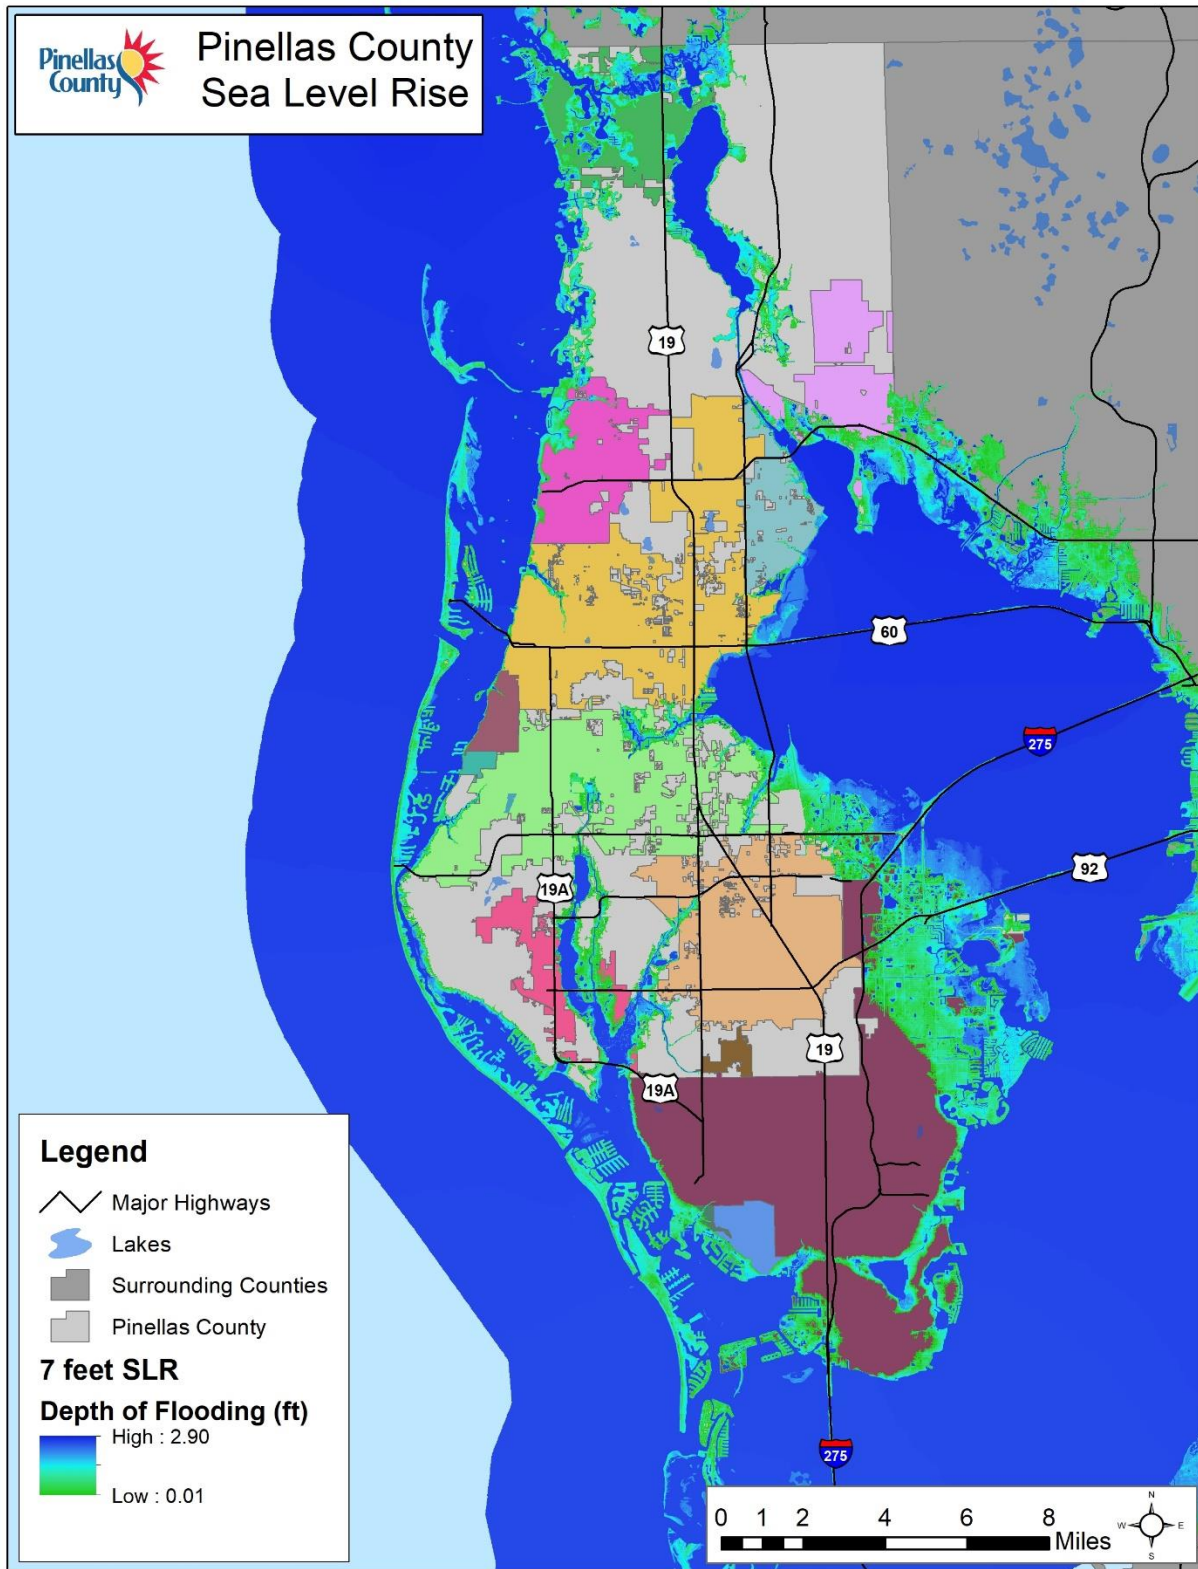 Pinellas
County
Pinellas County
Sea Level Rise
19
60
275
92
19A
19
19A
275
Legend
Major Highways
Lakes
Surrounding Counties
Pinellas County
7 feet SLR
Depth of Flooding (ft)
High : 2.90
Low : 0.01
0 1 2 4 6 8
Miles
N
W E
S